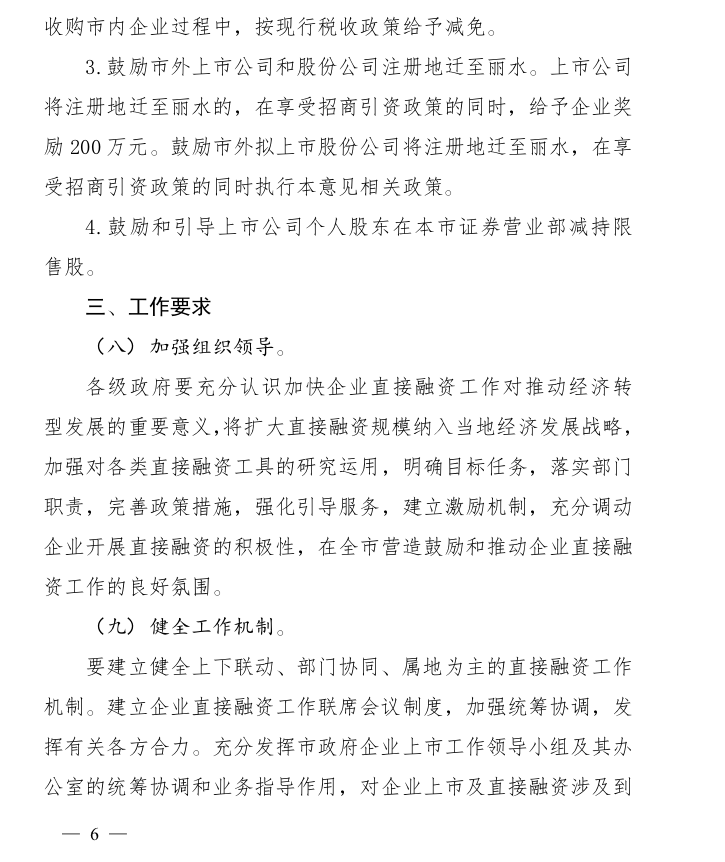 收购市内企业过程中，按现行税收政策给予减免。
3.鼓励市外上市公司和股份公司注册地迁至丽水。上市公司
将注册地迁至丽水的，在享受招商引资政策的同时，给予企业奖
励 200 万元。鼓励市外拟上市股份公司将注册地迁至丽水，在享
受招商引资政策的同时执行本意见相关政策。
4.鼓励和引导上市公司个人股东在本市证券营业部减持限
售股。
三、工作要求
（八）加强组织领导。
各级政府要充分认识加快企业直接融资工作对推动经济转
型发展的重要意义,将扩大直接融资规模纳入当地经济发展战略，
加强对各类直接融资工具的研究运用，明确目标任务，落实部门
职责，完善政策措施，强化引导服务，建立激励机制，充分调动
企业开展直接融资的积极性，在全市营造鼓励和推动企业直接融
资工作的良好氛围。
（九）健全工作机制。
要建立健全上下联动、部门协同、属地为主的直接融资工作
机制。建立企业直接融资工作联席会议制度，加强统筹协调，发
挥有关各方合力。充分发挥市政府企业上市工作领导小组及其办
公室的统筹协调和业务指导作用，对企业上市及直接融资涉及到
— 6 —